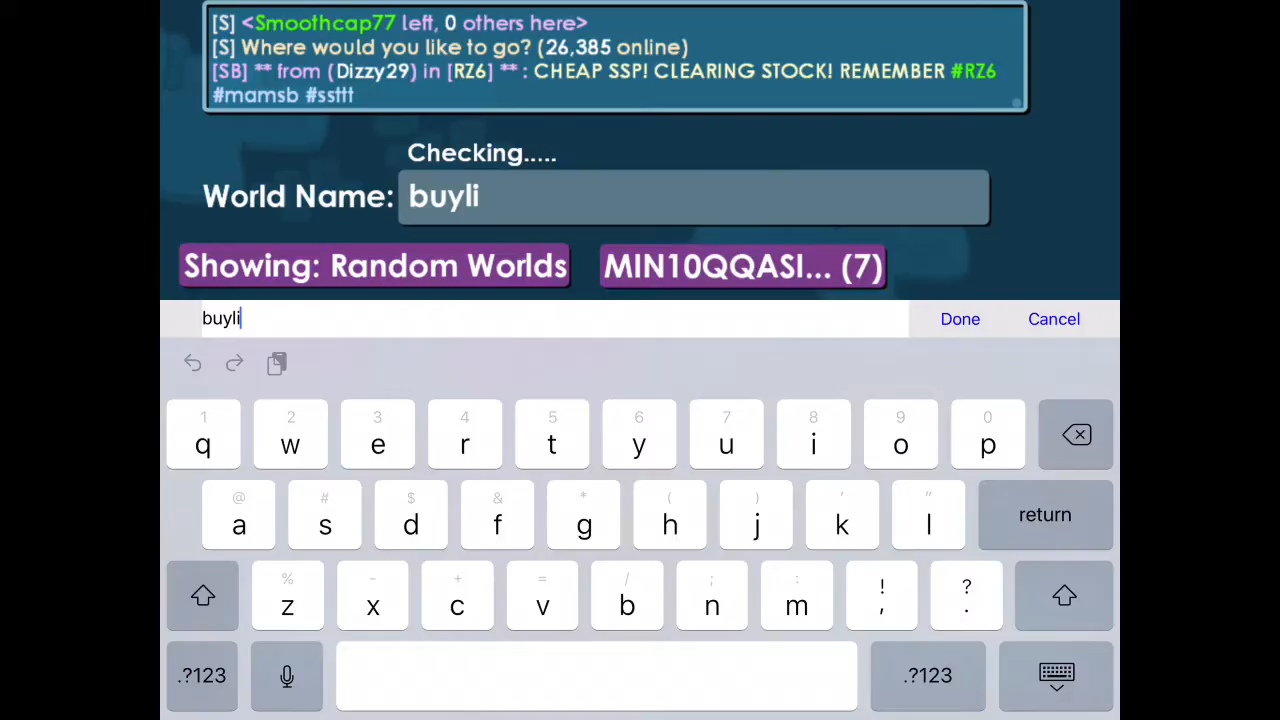 [S] <Smoothcap77 left, 0 others here>
[S] Where would you like to go? (26,385 online)
[SB] ** from (Dizzy29) in [RZ6] ** : CHEAP SSP! CLEARING STOCK! REMEMBER #RZ6
#mamsb #ssttt
Checking.....
World Name: buyli
Showing: Random Worlds MIN10QQASI... (7)
buyli Done Cancel
1 2 3 4 5 6 7 8 9 0
q w e r t y u i o p
@ # $ & * ( ) ' "
a s d f g h j k l return
% - + = / ; : ! ?
z x c v b n m , .
.?123 .?123